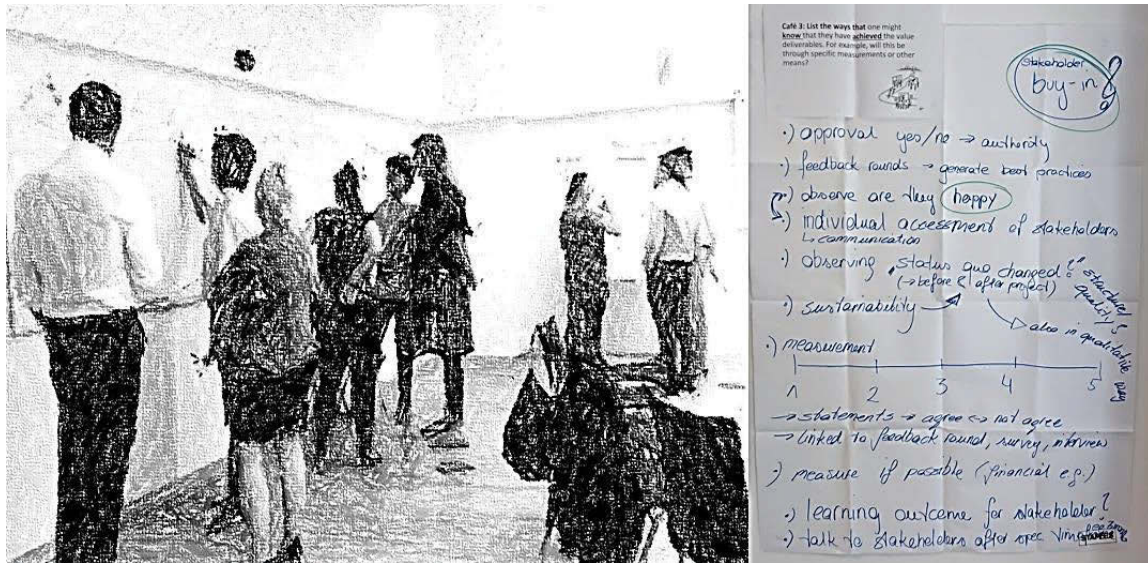 Café 3: List the ways that one might
know that they have achieved the value
deliverables. For example, will this be
through specific measurements or other
means?
stakeholder
buy-in
•) approval yes/no → authority
•) feedback rounds → generate best practices
•) observe are they happy
•) individual assessment of stakeholders
↳ communication
•) observing "status quo changed?"
(→ before & after project)
structure,
quality
•) sustainability
→ also in qualitative way
•) measurement
1 2 3 4 5
→ statements → agree ↔ not agree
→ linked to feedback round, survey, interview
•) measure if possible (financial e.g.)
•) learning outcome for stakeholder?
•) talk to stakeholders after spec time